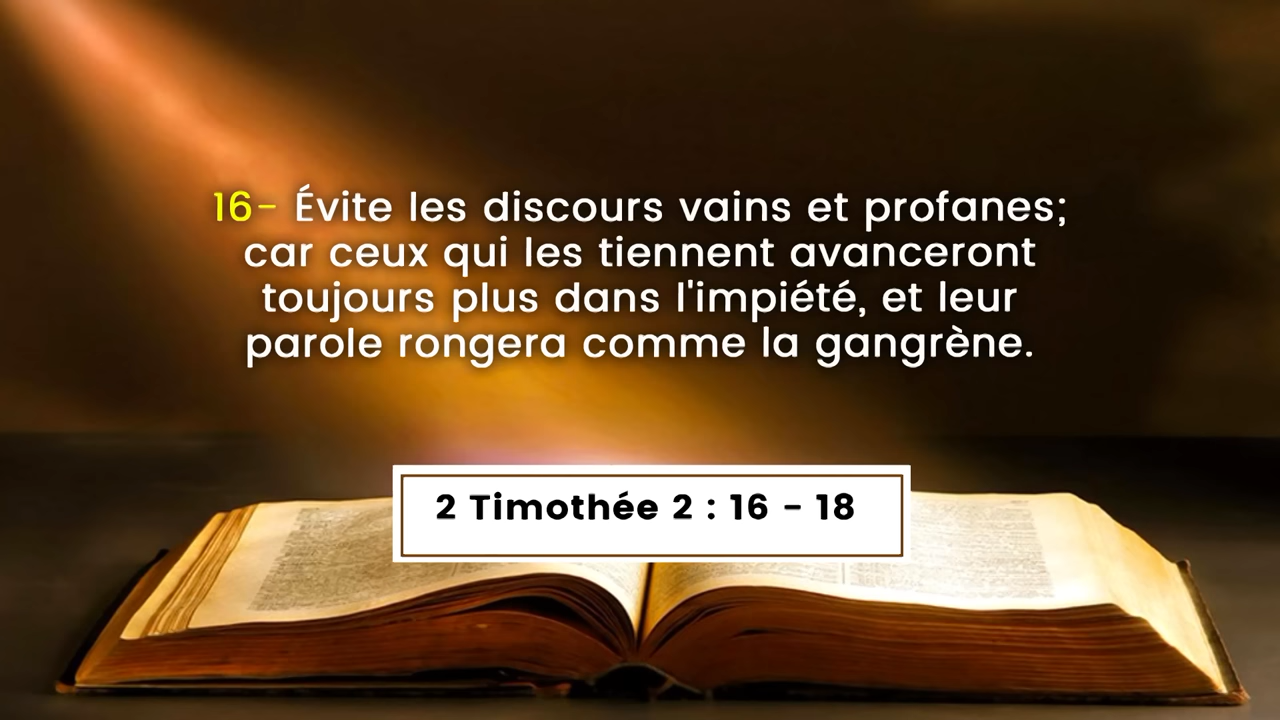 16- Évite les discours vains et profanes;
car ceux qui les tiennent avanceront
toujours plus dans l'impiété, et leur
parole rongera comme la gangrène.
2 Timothée 2 : 16 - 18